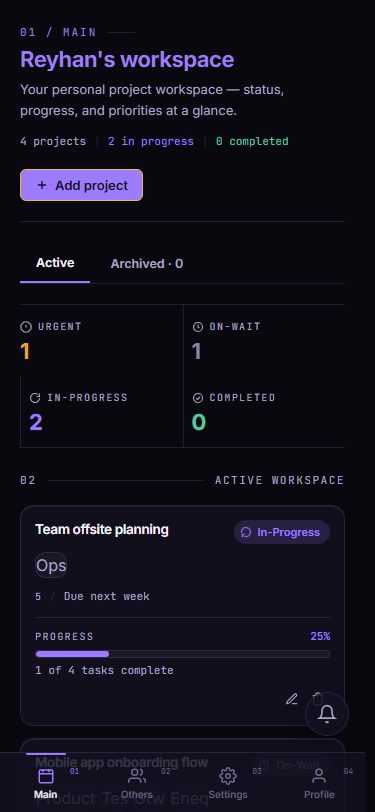 01 / MAIN
Reyhan's workspace
Your personal project workspace — status,
progress, and priorities at a glance.
4 projects | 2 in progress | 0 completed
+ Add project
Active
Archived · 0
URGENT
1
ON-WAIT
1
IN-PROGRESS
2
COMPLETED
0
02
ACTIVE WORKSPACE
Team offsite planning
In-Progress
Ops
5 / Due next week
PROGRESS
25%
1 of 4 tasks complete
Mobile app onboarding flow
On-Wait
01
Main
02
Others
03
Settings
04
Profile
Product